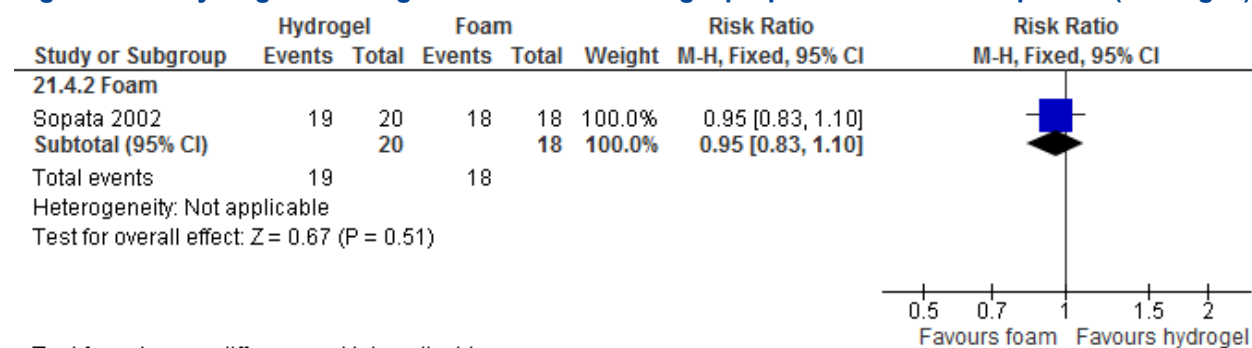 Hydrogel Foam Risk Ratio Risk Ratio
Study or Subgroup Events Total Events Total Weight M-H, Fixed, 95% CI M-H, Fixed, 95% CI
21.4.2 Foam
Sopata 2002 19 20 18 18 100.0% 0.95 [0.83, 1.10]
Subtotal (95% CI) 20 18 100.0% 0.95 [0.83, 1.10]
Total events 19 18
Heterogeneity: Not applicable
Test for overall effect: Z = 0.67 (P = 0.51)
0.5 0.7 1 1.5 2
Favours foam Favours hydrogel